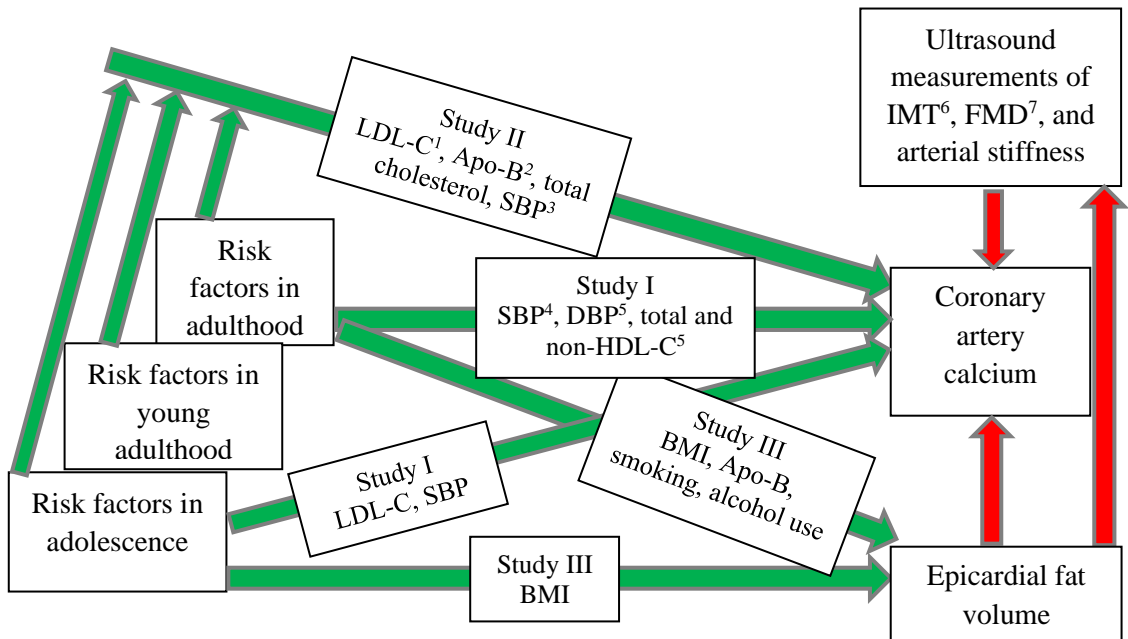 Ultrasound
measurements of
IMT⁶, FMD⁷, and
arterial stiffness
Study II
LDL-C¹, Apo-B², total
cholesterol, SBP³
Risk
factors in
adulthood
Study I
SBP⁴, DBP⁵, total and
non-HDL-C⁵
Coronary
artery
calcium
Risk factors in
young
adulthood
Study III
BMI, Apo-B,
smoking, alcohol use
Study I
LDL-C, SBP
Risk factors in
adolescence
Study III
BMI
Epicardial fat
volume